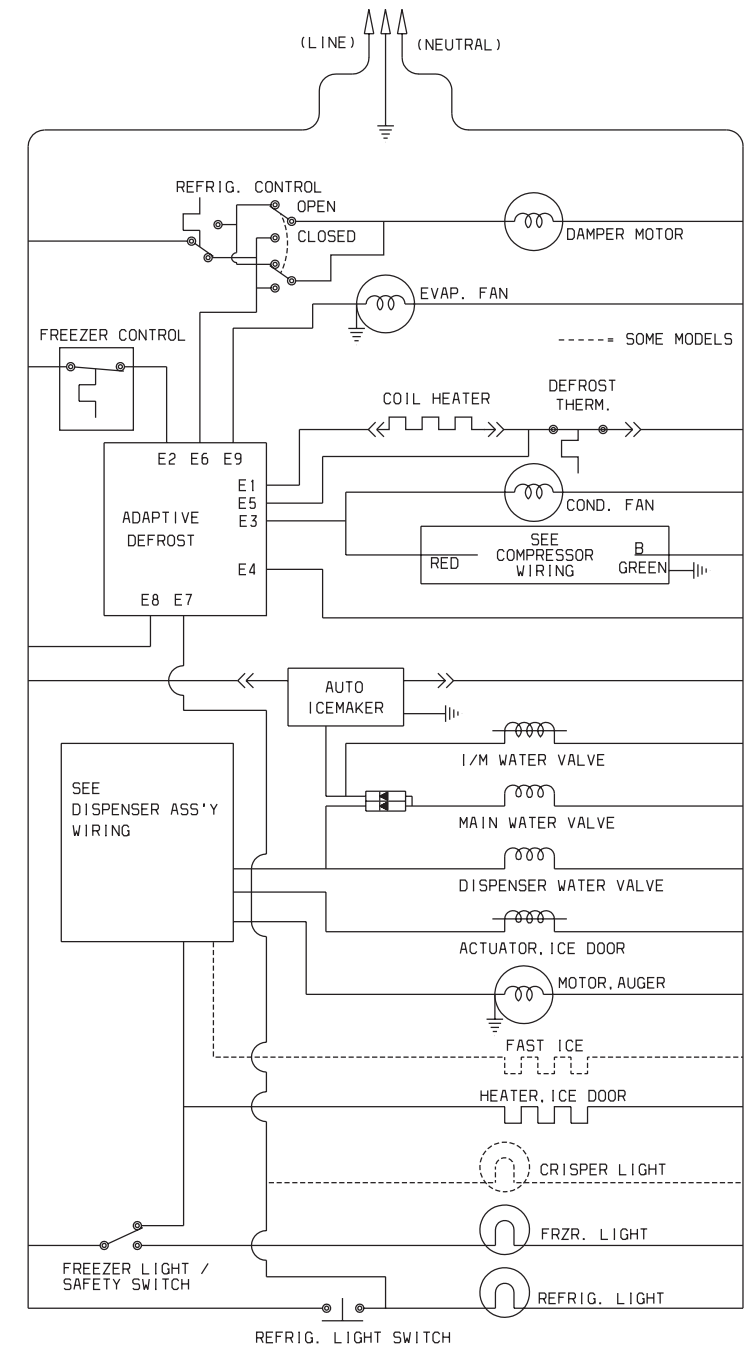 (LINE)
(NEUTRAL)
REFRIG. CONTROL
OPEN
CLOSED
DAMPER MOTOR
EVAP. FAN
FREEZER CONTROL
= SOME MODELS
COIL HEATER
DEFROST
THERM.
E2 E6 E9
E1
E5
E3
ADAPTIVE
DEFROST
E4
E8 E7
COND. FAN
SEE
COMPRESSOR
WIRING
RED
B
GREEN
AUTO
ICEMAKER
I/M WATER VALVE
SEE
DISPENSER ASS'Y
WIRING
MAIN WATER VALVE
DISPENSER WATER VALVE
ACTUATOR, ICE DOOR
MOTOR, AUGER
FAST ICE
HEATER, ICE DOOR
CRISPER LIGHT
FRZR. LIGHT
FREEZER LIGHT /
SAFETY SWITCH
REFRIG. LIGHT
REFRIG. LIGHT SWITCH